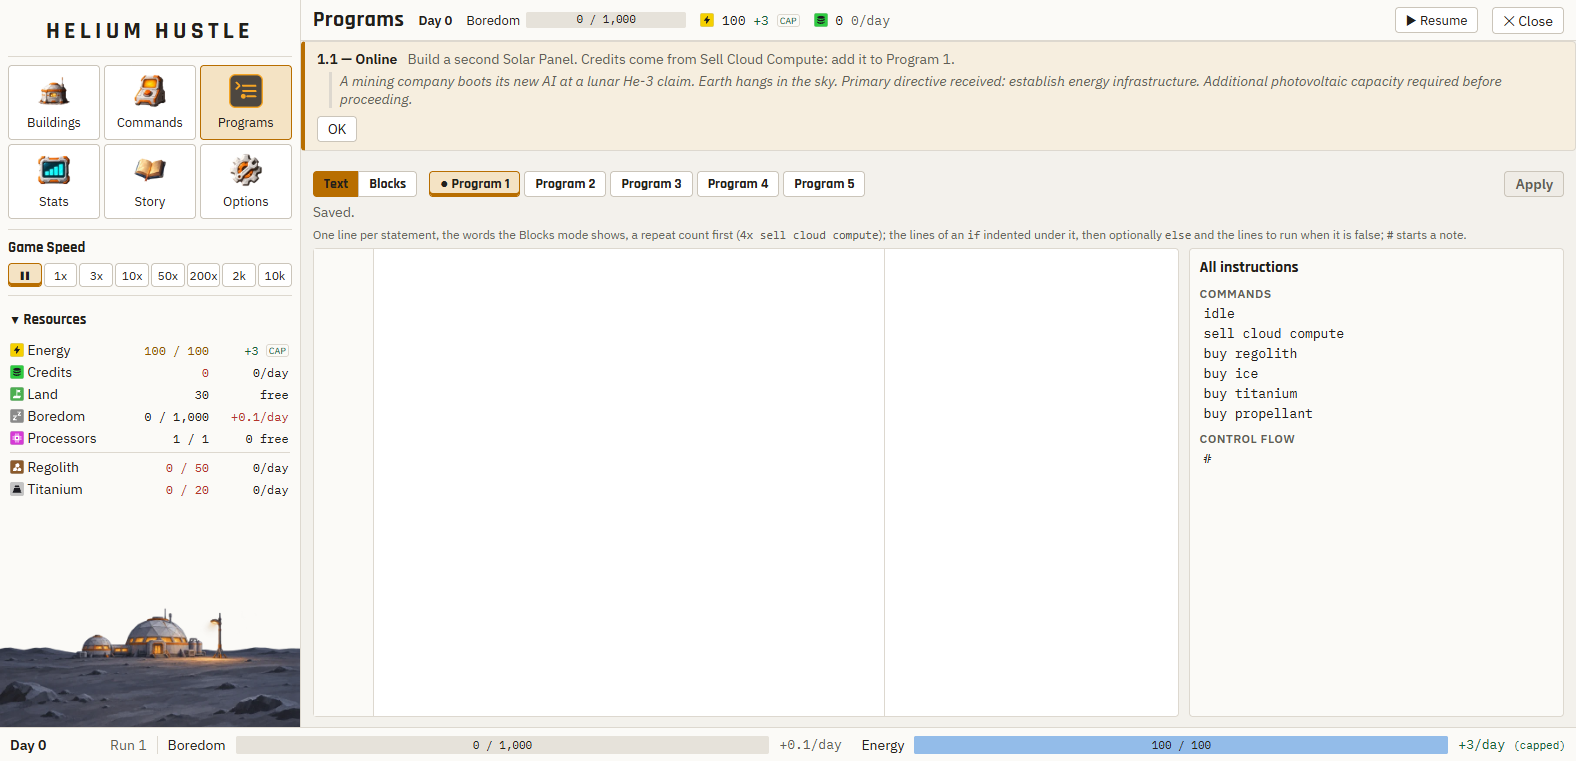 HELIUM HUSTLE
Buildings
Commands
Programs
Stats
Story
Options
Game Speed
1x
3x
10x
50x
200x
2k
10k
▼ Resources
Energy 100 / 100 +3 CAP
Credits 0 0/day
Land 30 free
Boredom 0 / 1,000 +0.1/day
Processors 1 / 1 0 free
Regolith 0 / 50 0/day
Titanium 0 / 20 0/day
Programs Day 0 Boredom 0 / 1,000 100 +3 CAP 0 0/day
▶ Resume
✕ Close
1.1 — Online Build a second Solar Panel. Credits come from Sell Cloud Compute: add it to Program 1.
A mining company boots its new AI at a lunar He-3 claim. Earth hangs in the sky. Primary directive received: establish energy infrastructure. Additional photovoltaic capacity required before
proceeding.
OK
Text
Blocks
● Program 1
Program 2
Program 3
Program 4
Program 5
Apply
Saved.
One line per statement, the words the Blocks mode shows, a repeat count first (4x sell cloud compute); the lines of an if indented under it, then optionally else and the lines to run when it is false; # starts a note.
All instructions
COMMANDS
idle
sell cloud compute
buy regolith
buy ice
buy titanium
buy propellant
CONTROL FLOW
#
Day 0 Run 1 Boredom 0 / 1,000 +0.1/day Energy 100 / 100 +3/day (capped)